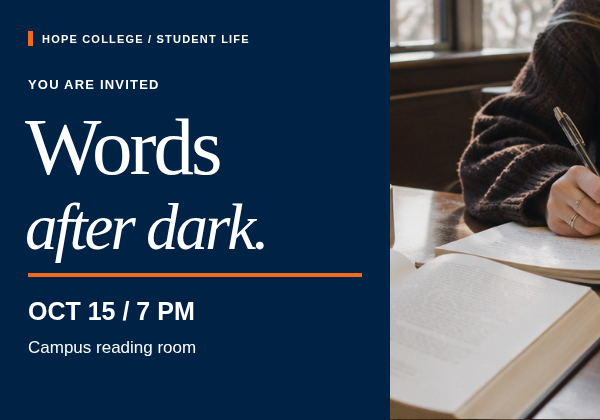 HOPE COLLEGE / STUDENT LIFE
YOU ARE INVITED
Words
after dark.
OCT 15 / 7 PM
Campus reading room